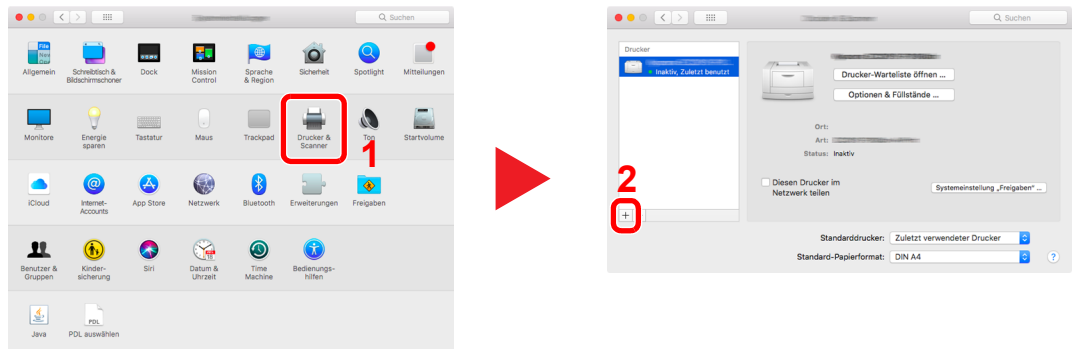 Suchen
File
New
Allgemein
Schreibtisch &
Bildschirmschoner
Dock
Mission
Control
Sprache
& Region
Sicherheit
Spotlight
Mitteilungen
Monitore
Energie
sparen
Tastatur
Maus
Trackpad
Drucker &
Scanner
1
Ton
Startvolume
iCloud
Internet-
Accounts
App Store
Netzwerk
Bluetooth
Erweiterungen
Freigaben
Benutzer &
Gruppen
Kinder-
sicherung
Siri
Datum &
Uhrzeit
Time
Machine
Bedienungs-
hilfen
Java
PDL
PDL auswählen
Suchen
Drucker
Inaktiv, Zuletzt benutzt
Drucker-Warteliste öffnen ...
Optionen & Füllstände ...
Ort:
Art:
Status: Inaktiv
2
Diesen Drucker im
Netzwerk teilen
Systemeinstellung „Freigaben“ ...
+
Standarddrucker: Zuletzt verwendeter Drucker
Standard-Papierformat: DIN A4
?